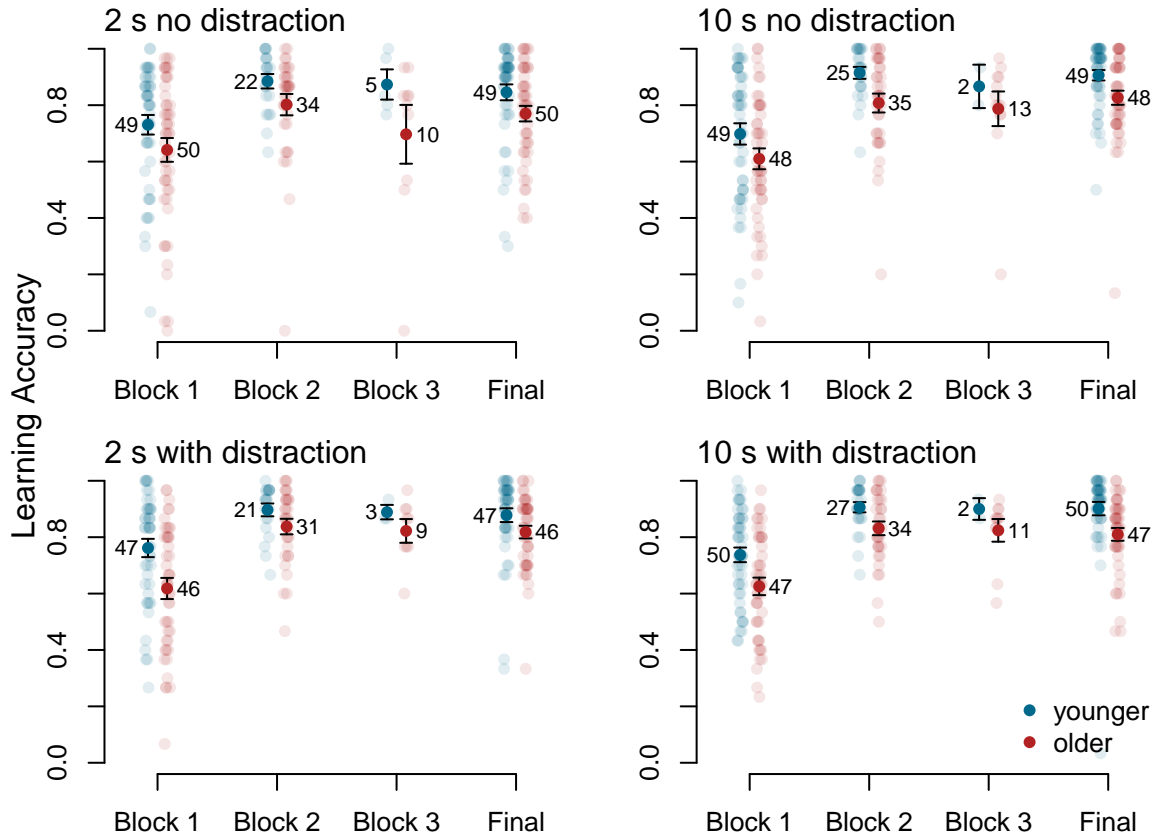 2 s no distraction
10 s no distraction
Learning Accuracy
0.0 0.4 0.8
49 50 22 34 5 10 49 50
Block 1 Block 2 Block 3 Final
0.0 0.4 0.8
49 48 25 35 2 13 49 48
Block 1 Block 2 Block 3 Final
2 s with distraction
10 s with distraction
0.0 0.4 0.8
47 46 21 31 3 9 47 46
Block 1 Block 2 Block 3 Final
0.0 0.4 0.8
50 47 27 34 2 11 50 47
younger
older
Block 1 Block 2 Block 3 Final